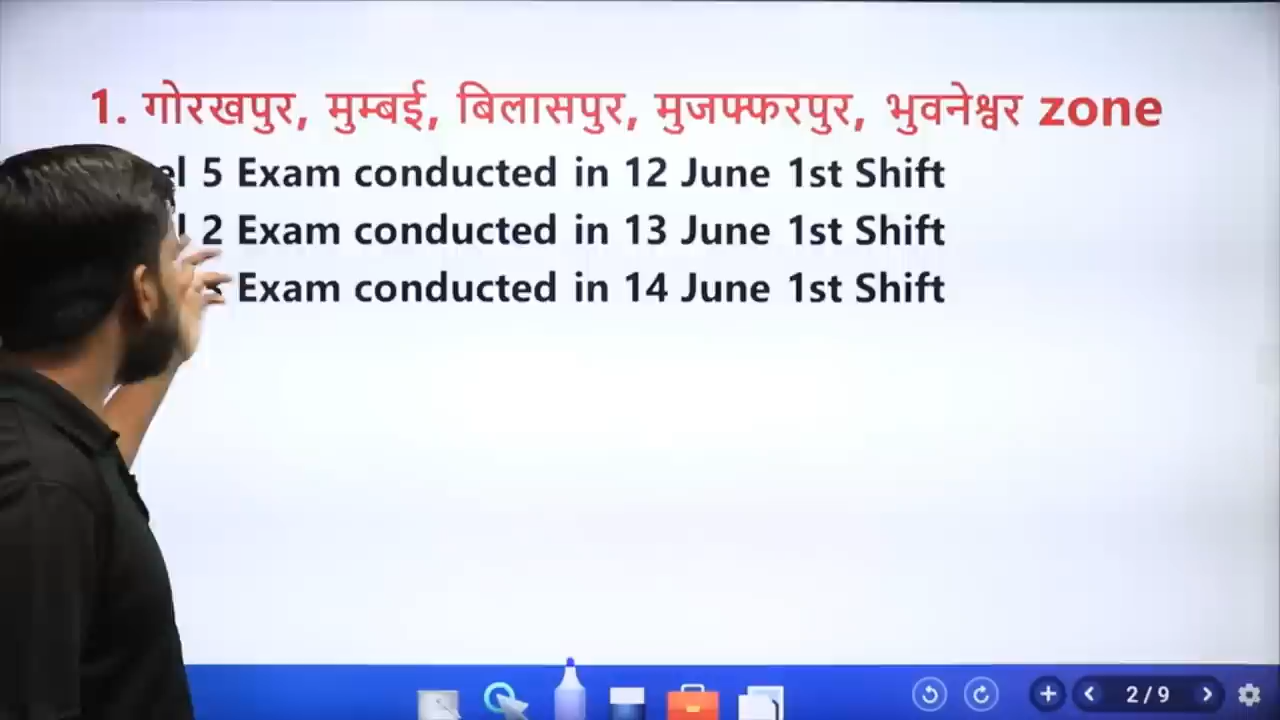 1. गोरखपुर, मुम्बई, बिलासपुर, मुजफ्फरपुर, भुवनेश्वर zone
5 Exam conducted in 12 June 1st Shift
2 Exam conducted in 13 June 1st Shift
Exam conducted in 14 June 1st Shift
2 / 9